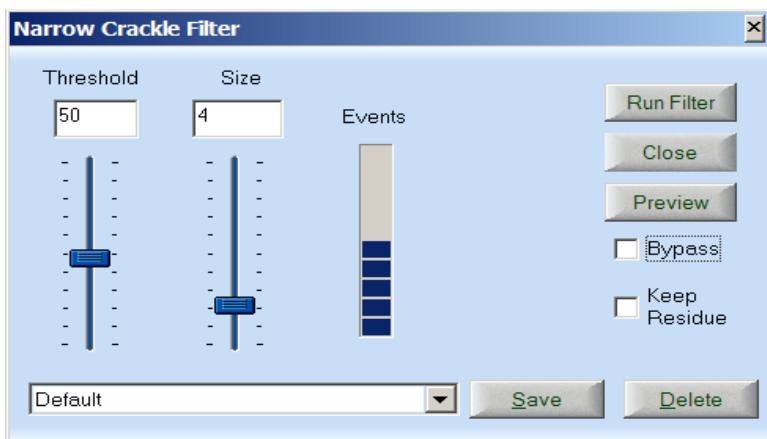 Narrow Crackle Filter
Threshold
Size
50
4
Events
Run Filter
Close
Preview
Bypass
Keep
Residue
Default
Save
Delete